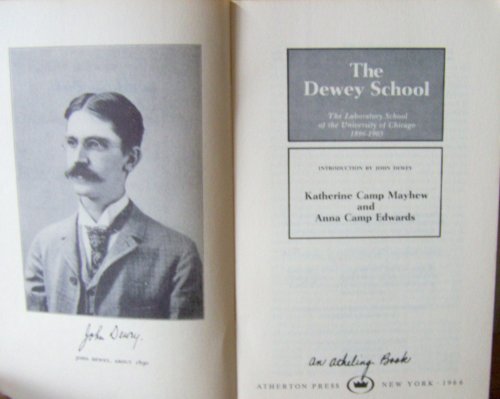 John Dewey.
JOHN DEWEY, ABOUT 1890
The
Dewey School
The Laboratory School
of the University of Chicago
1896-1903
INTRODUCTION BY JOHN DEWEY
Katherine Camp Mayhew
and
Anna Camp Edwards
An Atheling Book
ATHERTON PRESS NEW YORK · 1966